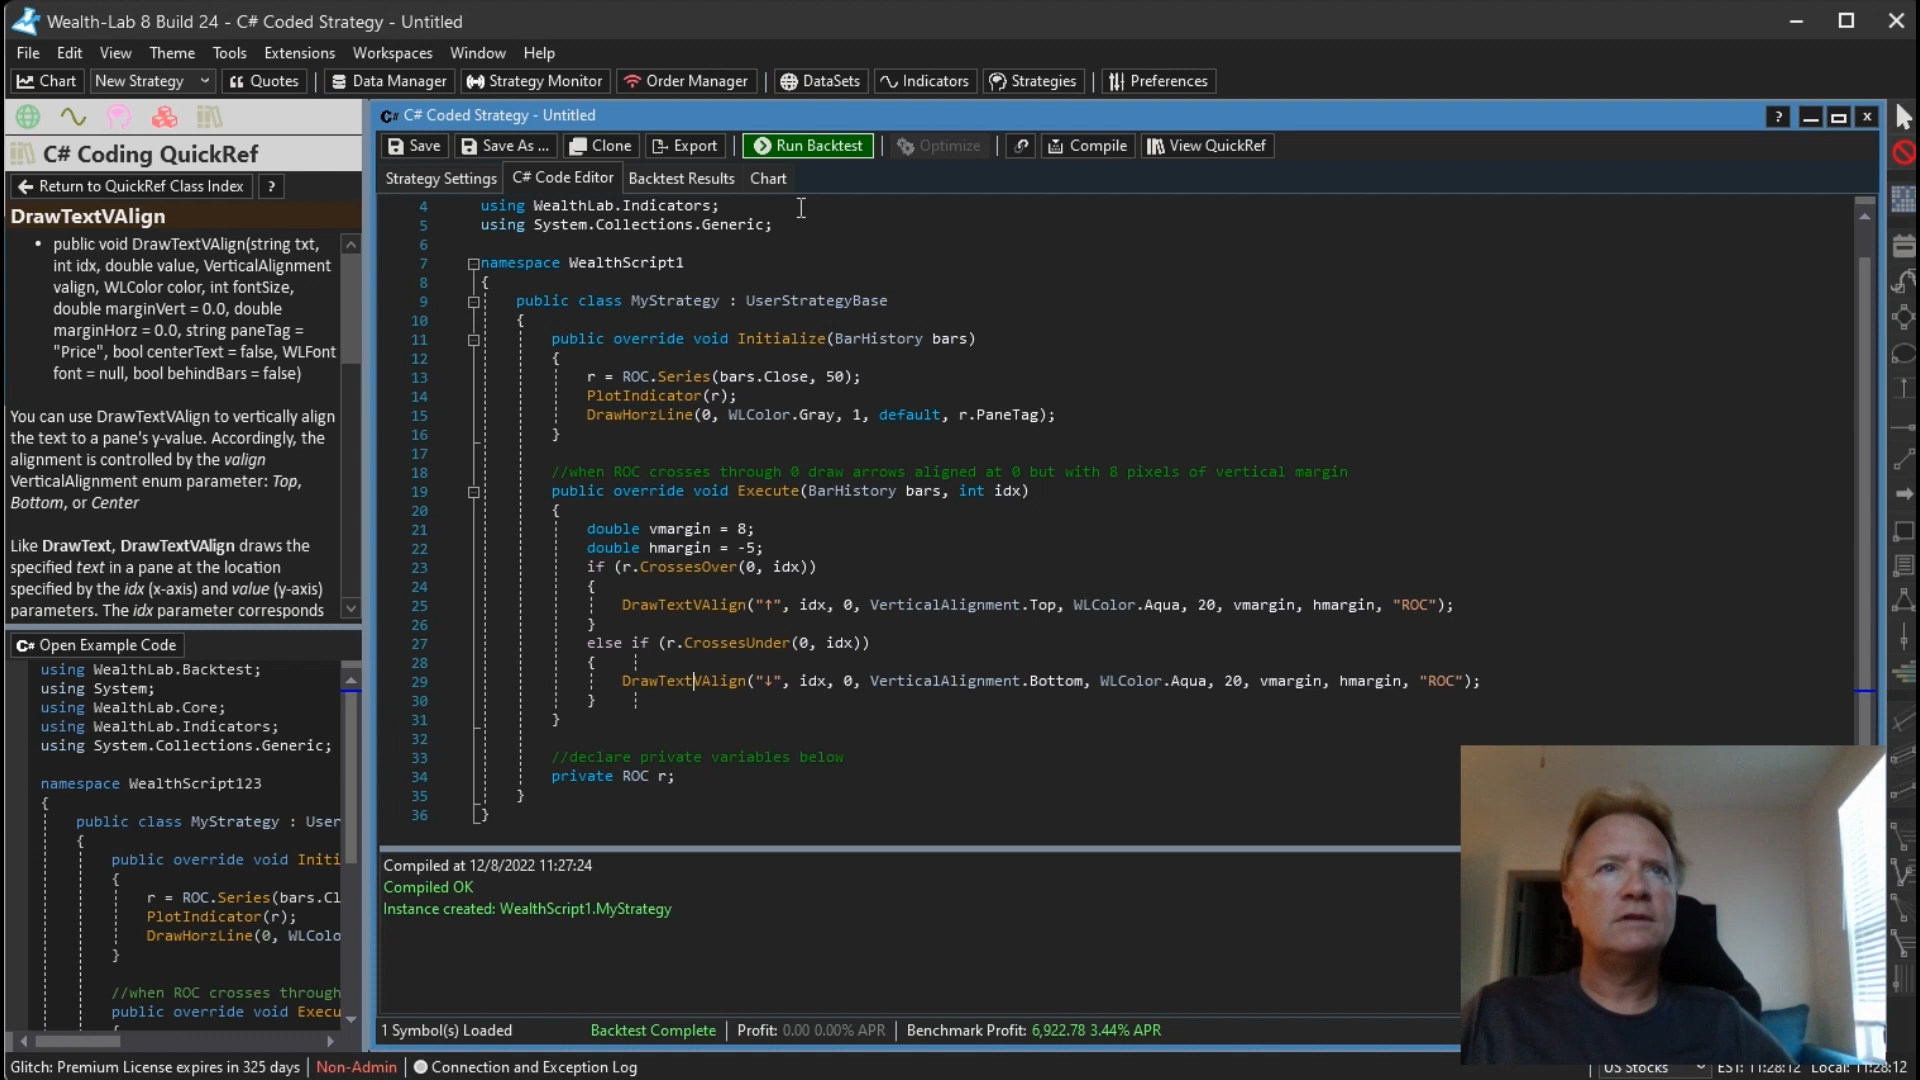 Wealth-Lab 8 Build 24 - C# Coded Strategy - Untitled
File Edit View Theme Tools Extensions Workspaces Window Help
Chart New Strategy Quotes Data Manager Strategy Monitor Order Manager DataSets Indicators Strategies Preferences
C# Coding QuickRef
Return to QuickRef Class Index ?
DrawTextVAlign
• public void DrawTextVAlign(string txt,
int idx, double value, VerticalAlignment
valign, WLColor color, int fontSize,
double marginVert = 0.0, double
marginHorz = 0.0, string paneTag =
"Price", bool centerText = false, WLFont
font = null, bool behindBars = false)
You can use DrawTextVAlign to vertically align
the text to a pane's y-value. Accordingly, the
alignment is controlled by the valign
VerticalAlignment enum parameter: Top,
Bottom, or Center
Like DrawText, DrawTextVAlign draws the
specified text in a pane at the location
specified by the idx (x-axis) and value (y-axis)
parameters. The idx parameter corresponds
C# Open Example Code
using WealthLab.Backtest;
using System;
using WealthLab.Core;
using WealthLab.Indicators;
using System.Collections.Generic;
namespace WealthScript123
{
public class MyStrategy : User
{
public override void Initi
{
r = ROC.Series(bars.Cl
PlotIndicator(r);
DrawHorzLine(0, WLColo
}
//when ROC crosses through
public override void Execu
{
C# C# Coded Strategy - Untitled ?
Save Save As ... Clone Export Run Backtest Optimize Compile View QuickRef
Strategy Settings C# Code Editor Backtest Results Chart
4 using WealthLab.Indicators;
5 using System.Collections.Generic;
6
7 namespace WealthScript1
8 {
9 public class MyStrategy : UserStrategyBase
10 {
11 public override void Initialize(BarHistory bars)
12 {
13 r = ROC.Series(bars.Close, 50);
14 PlotIndicator(r);
15 DrawHorzLine(0, WLColor.Gray, 1, default, r.PaneTag);
16 }
17
18 //when ROC crosses through 0 draw arrows aligned at 0 but with 8 pixels of vertical margin
19 public override void Execute(BarHistory bars, int idx)
20 {
21 double vmargin = 8;
22 double hmargin = -5;
23 if (r.CrossesOver(0, idx))
24 {
25 DrawTextVAlign("↑", idx, 0, VerticalAlignment.Top, WLColor.Aqua, 20, vmargin, hmargin, "ROC");
26 }
27 else if (r.CrossesUnder(0, idx))
28 {
29 DrawTextVAlign("↓", idx, 0, VerticalAlignment.Bottom, WLColor.Aqua, 20, vmargin, hmargin, "ROC");
30 }
31 }
32
33 //declare private variables below
34 private ROC r;
35 }
36 }
Compiled at 12/8/2022 11:27:24
Compiled OK
Instance created: WealthScript1.MyStrategy
1 Symbol(s) Loaded Backtest Complete Profit: 0.00 0.00% APR Benchmark Profit: 6,922.78 3.44% APR
Glitch: Premium License expires in 325 days Non-Admin Connection and Exception Log US Stocks EST: 11:28:12 Local: 11:28:12